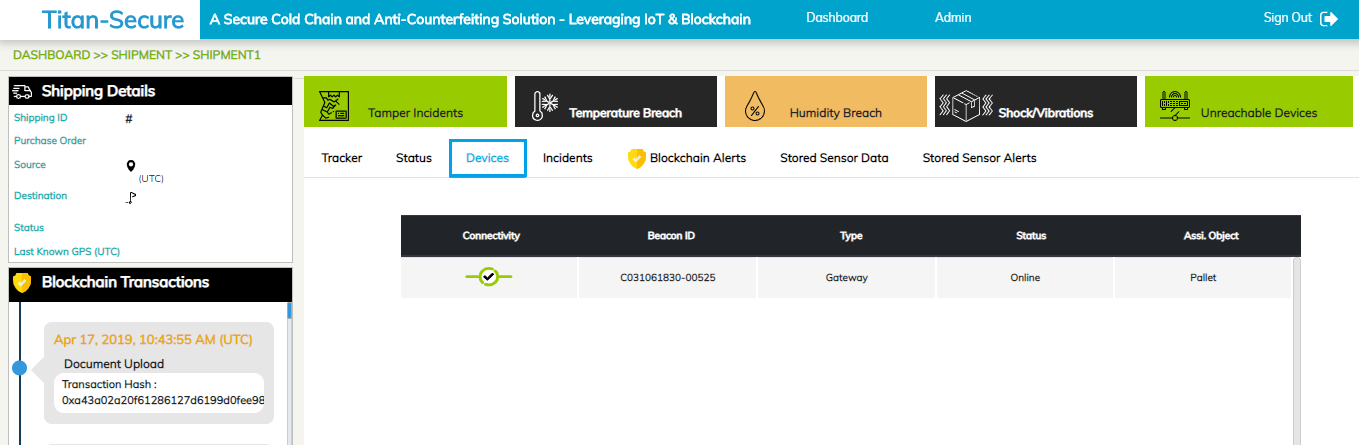 Titan-Secure
A Secure Cold Chain and Anti-Counterfeiting Solution - Leveraging IoT & Blockchain
Dashboard
Admin
Sign Out
DASHBOARD >> SHIPMENT >> SHIPMENT1
Shipping Details
Shipping ID #
Purchase Order
Source
(UTC)
Destination
Status
Last Known GPS (UTC)
Blockchain Transactions
Apr 17, 2019, 10:43:55 AM (UTC)
Document Upload
Transaction Hash :
0xa43a02a20f61286127d6199d0fee98
Tamper Incidents
Temperature Breach
%
Humidity Breach
Shock/Vibrations
Unreachable Devices
Tracker Status Devices Incidents Blockchain Alerts Stored Sensor Data Stored Sensor Alerts
Connectivity Beacon ID Type Status Assi. Object
C031061830-00525 Gateway Online Pallet